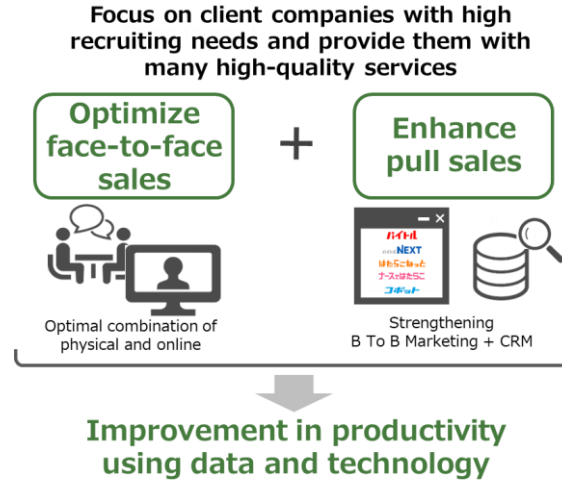 Focus on client companies with high
recruiting needs and provide them with
many high-quality services
Optimize
face-to-face
sales
+
Enhance
pull sales
バイトル
NEXT
はたらこねっと
ナースではたらこ
コボット
Optimal combination of
physical and online
Strengthening
B To B Marketing + CRM
Improvement in productivity
using data and technology